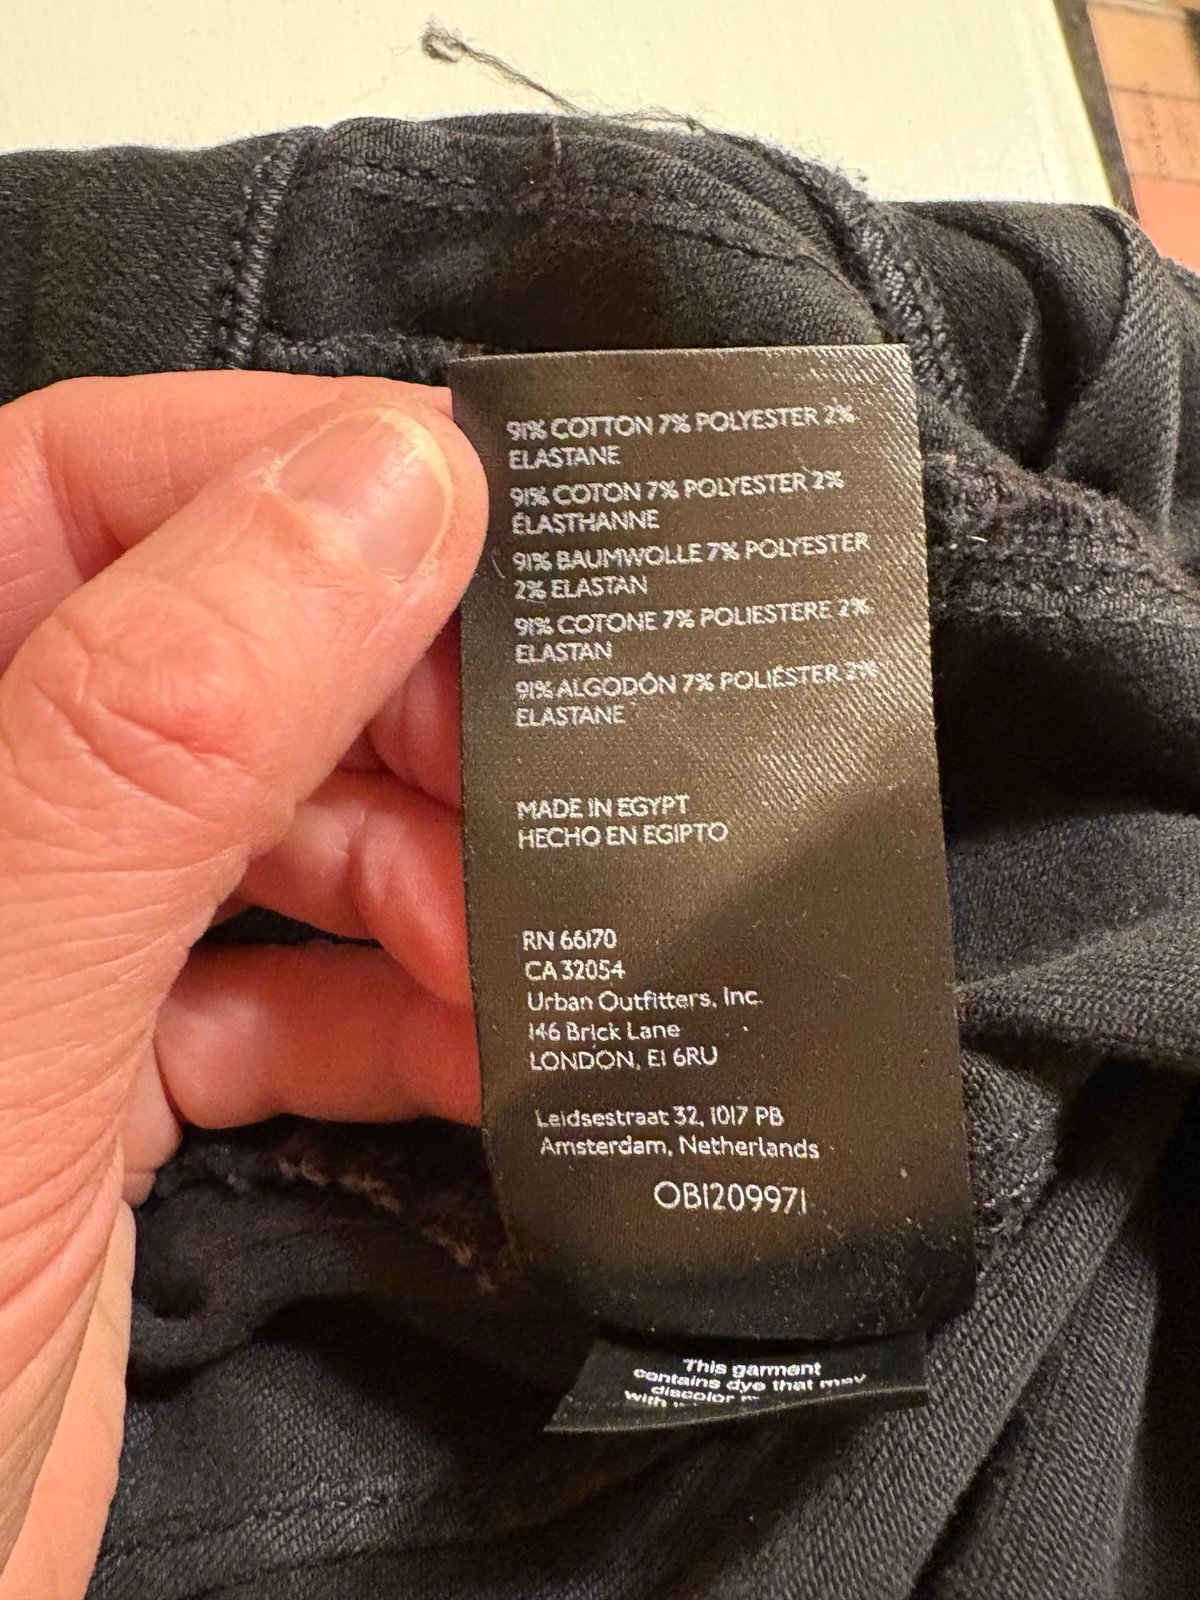 91% COTTON 7% POLYESTER 2%
ELASTANE
91% COTON 7% POLYESTER 2%
ÉLASTHANNE
91% BAUMWOLLE 7% POLYESTER
2% ELASTAN
91% COTONE 7% POLIESTERE 2%
ELASTAN
91% ALGODÓN 7% POLIÉSTER 2%
ELASTANE
MADE IN EGYPT
HECHO EN EGIPTO
RN 66170
CA 32054
Urban Outfitters, Inc.
146 Brick Lane
LONDON, E1 6RU
Leidsestraat 32, 1017 PB
Amsterdam, Netherlands
OB1209971
This garment
contains dye that may
discolor
with